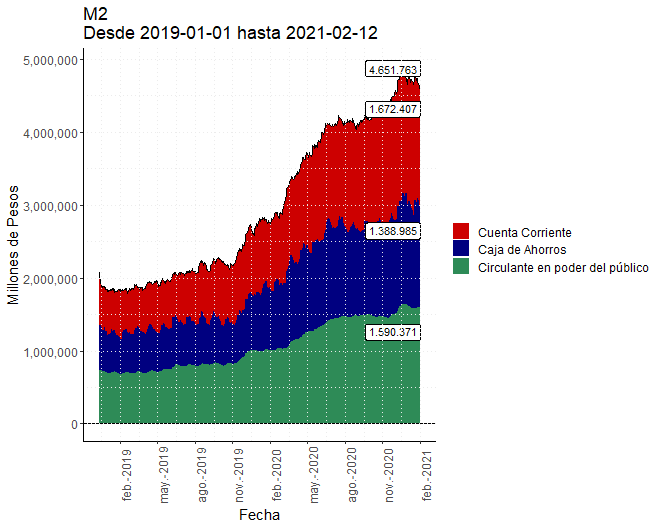 M2
Desde 2019-01-01 hasta 2021-02-12
Millones de Pesos
5,000,000
4,000,000
3,000,000
2,000,000
1,000,000
0
4.651.763
1.672.407
1.388.985
1.590.371
Cuenta Corriente
Caja de Ahorros
Circulante en poder del público
feb.-2019
may.-2019
ago.-2019
nov.-2019
feb.-2020
may.-2020
ago.-2020
nov.-2020
feb.-2021
Fecha